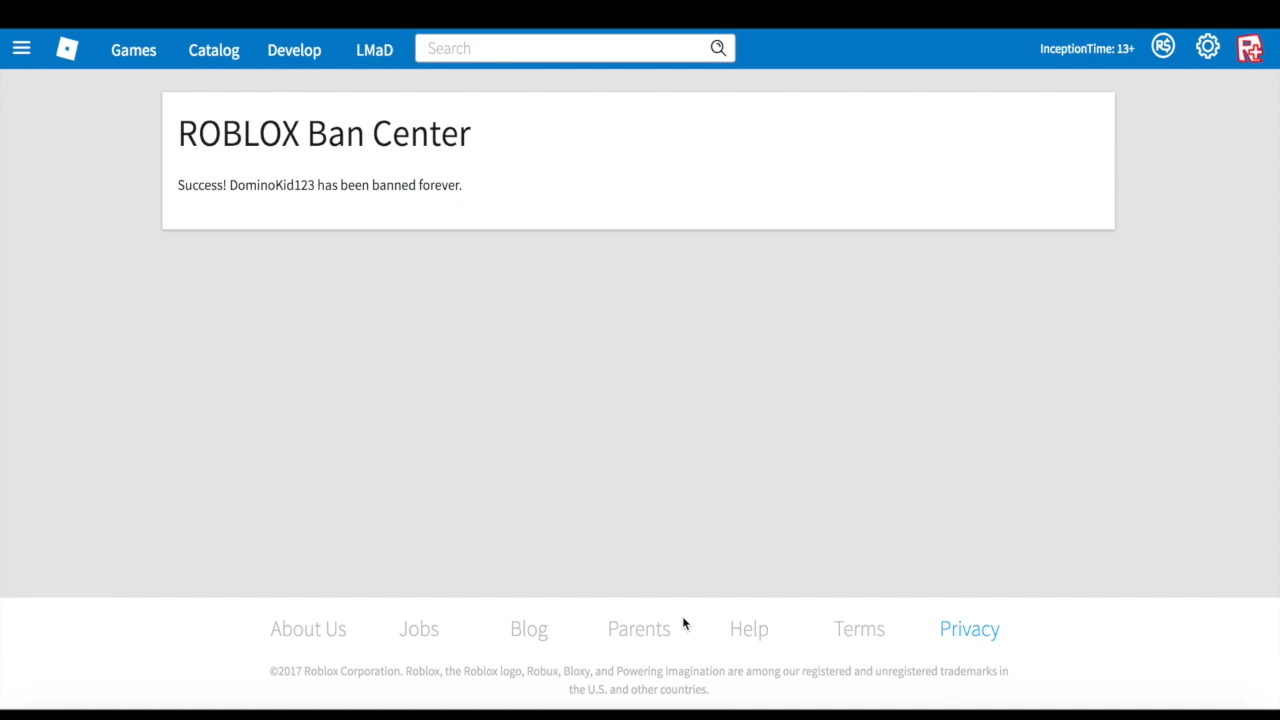 Games Catalog Develop LMaD Search InceptionTime: 13+ R$ R+
ROBLOX Ban Center
Success! DominoKid123 has been banned forever.
About Us Jobs Blog Parents Help Terms Privacy
©2017 Roblox Corporation. Roblox, the Roblox logo, Robux, Bloxy, and Powering Imagination are among our registered and unregistered trademarks in
the U.S. and other countries.